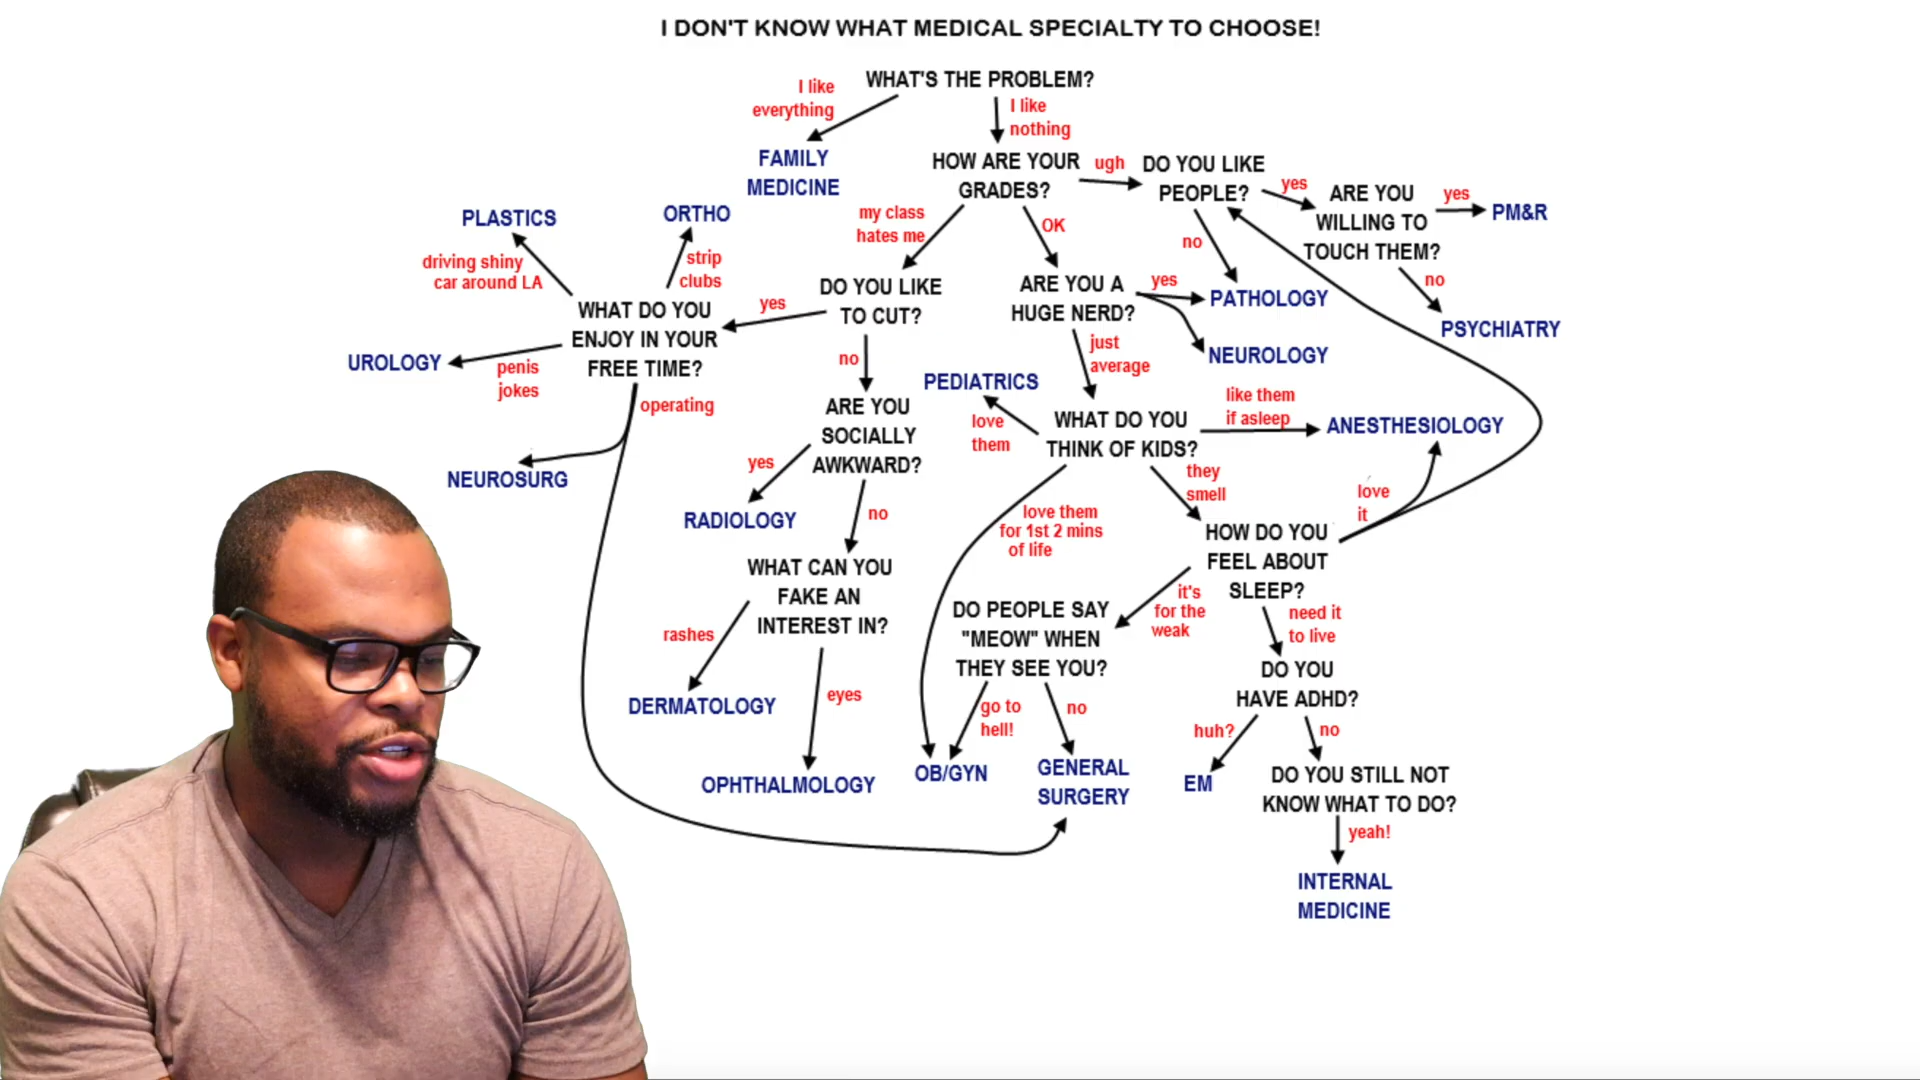 I DON'T KNOW WHAT MEDICAL SPECIALTY TO CHOOSE!
WHAT'S THE PROBLEM?
I like
everything
I like
nothing
FAMILY
MEDICINE
HOW ARE YOUR
GRADES?
ugh
DO YOU LIKE
PEOPLE?
yes
ARE YOU
WILLING TO
TOUCH THEM?
yes
PM&R
no
PSYCHIATRY
no
PATHOLOGY
my class
hates me
OK
DO YOU LIKE
TO CUT?
yes
WHAT DO YOU
ENJOY IN YOUR
FREE TIME?
PLASTICS
driving shiny
car around LA
ORTHO
strip
clubs
UROLOGY
penis
jokes
operating
NEUROSURG
no
ARE YOU
SOCIALLY
AWKWARD?
yes
RADIOLOGY
no
WHAT CAN YOU
FAKE AN
INTEREST IN?
rashes
DERMATOLOGY
eyes
OPHTHALMOLOGY
ARE YOU A
HUGE NERD?
yes
NEUROLOGY
just
average
WHAT DO YOU
THINK OF KIDS?
PEDIATRICS
love
them
like them
if asleep
ANESTHESIOLOGY
love them
for 1st 2 mins
of life
they
smell
HOW DO YOU
FEEL ABOUT
SLEEP?
love
it
it's
for the
weak
DO PEOPLE SAY
"MEOW" WHEN
THEY SEE YOU?
go to
hell!
no
OB/GYN
GENERAL
SURGERY
need it
to live
DO YOU
HAVE ADHD?
huh?
EM
no
DO YOU STILL NOT
KNOW WHAT TO DO?
yeah!
INTERNAL
MEDICINE